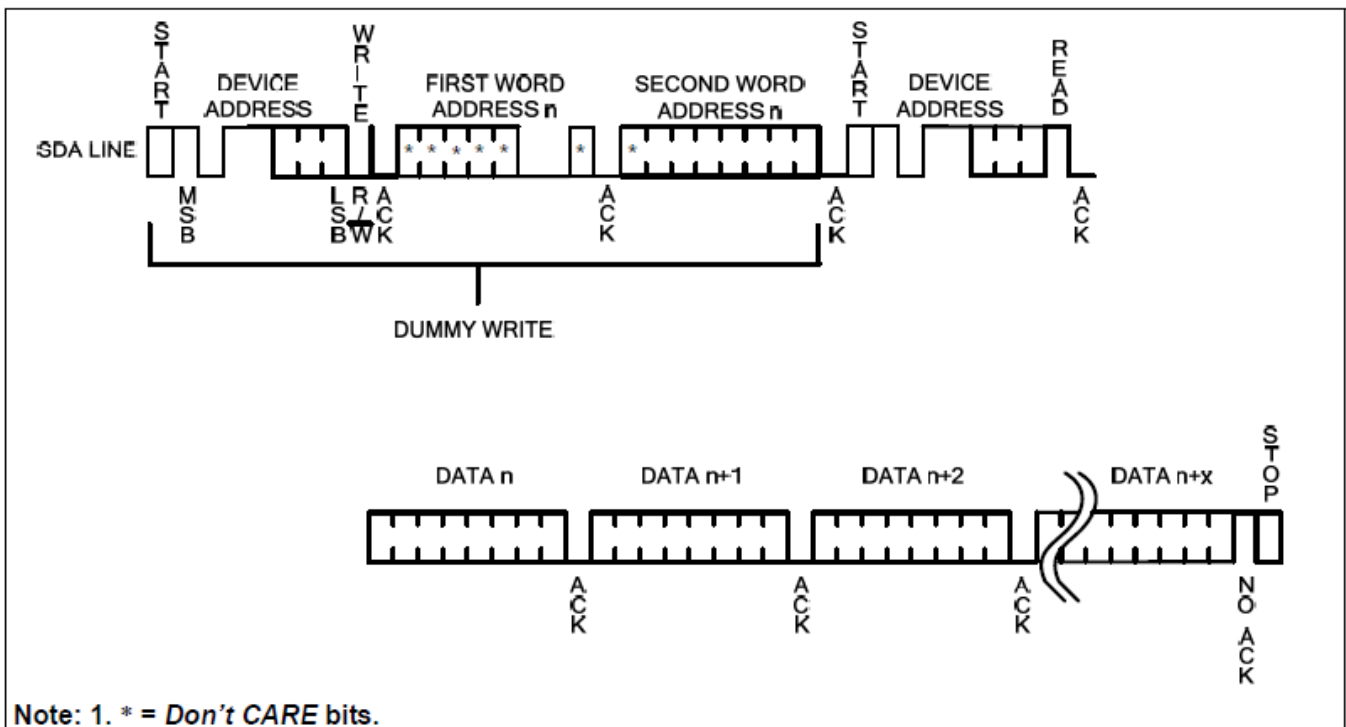 START
DEVICE
ADDRESS
WRITE
FIRST WORD
ADDRESS n
SECOND WORD
ADDRESS n
START
DEVICE
ADDRESS
READ
SDA LINE
* * * * *
*
*
MSB
LSB
R/W
ACK
ACK
ACK
ACK
DUMMY WRITE
DATA n
DATA n+1
DATA n+2
DATA n+x
STOP
ACK
ACK
ACK
NO ACK
Note: 1. * = Don't CARE bits.